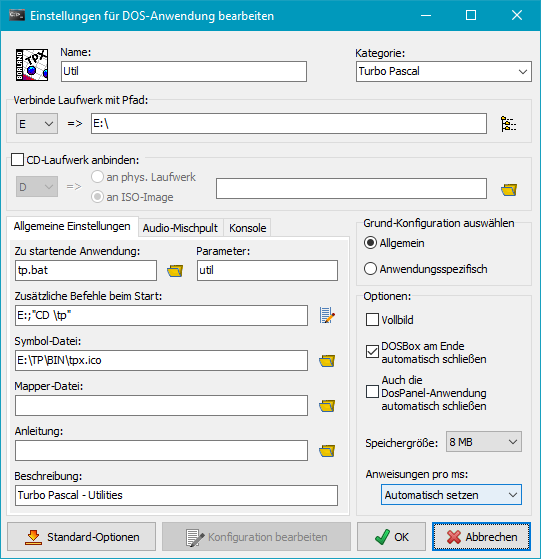 Einstellungen für DOS-Anwendung bearbeiten
Name:
Util
Kategorie:
Turbo Pascal
BORLAND
TPX
Verbinde Laufwerk mit Pfad:
E => E:\
CD-Laufwerk anbinden:
D => an phys. Laufwerk
an ISO-Image
Allgemeine Einstellungen Audio-Mischpult Konsole
Zu startende Anwendung: Parameter:
tp.bat util
Zusätzliche Befehle beim Start:
E:;"CD \tp"
Symbol-Datei:
E:\TP\BIN\tpx.ico
Mapper-Datei:
Anleitung:
Beschreibung:
Turbo Pascal - Utilities
Grund-Konfiguration auswählen
Allgemein
Anwendungsspezifisch
Optionen:
Vollbild
DOSBox am Ende
automatisch schließen
Auch die
DosPanel-Anwendung
automatisch schließen
Speichergröße: 8 MB
Anweisungen pro ms:
Automatisch setzen
Standard-Optionen Konfiguration bearbeiten OK Abbrechen